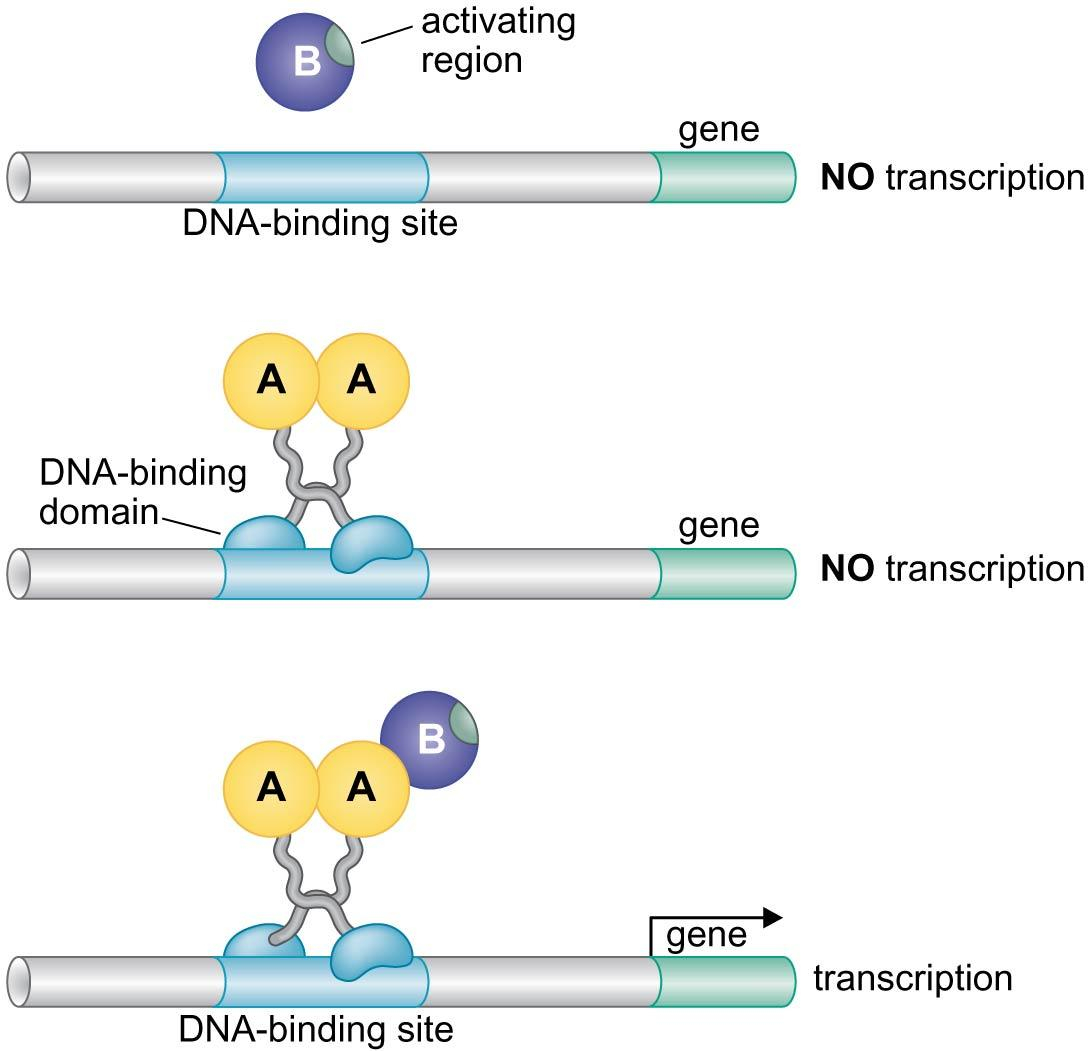 activating
region
B
gene
NO transcription
DNA-binding site
A A
DNA-binding
domain
gene
NO transcription
B
A A
gene
transcription
DNA-binding site